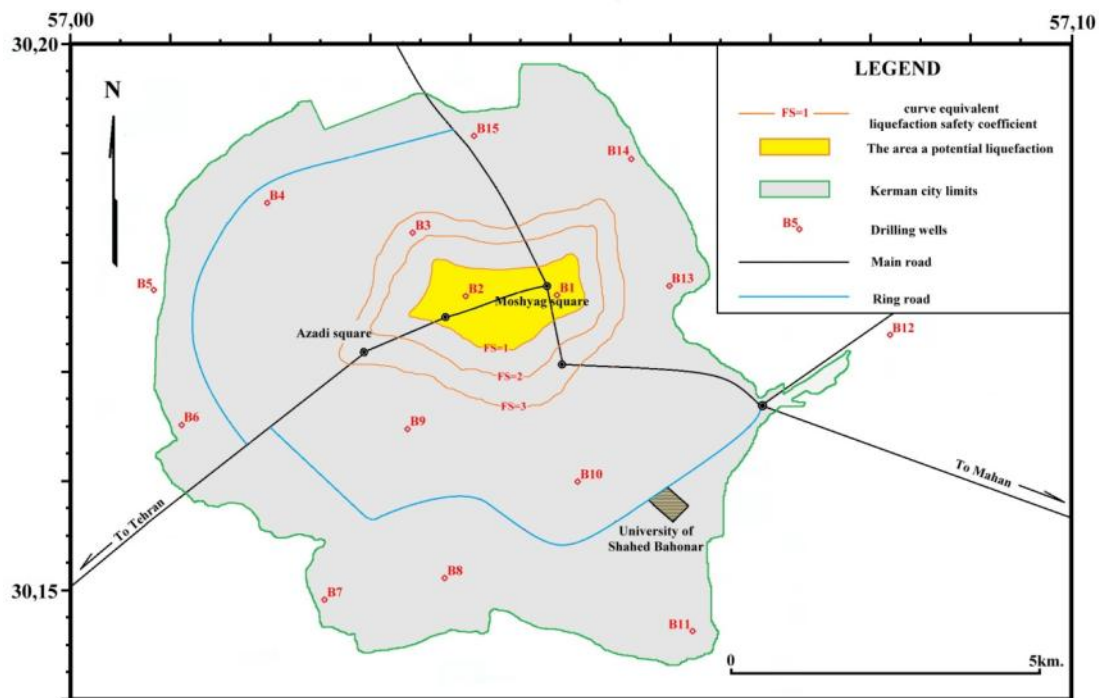 57,00
57,10
30,20
LEGEND
N
FS=1
curve equivalent
liquefaction safety coefficient
B15
The area a potential liquefaction
B14
Kerman city limits
B4
B5
Drilling wells
B3
Main road
B13
B5
B2
B1
Moshyag square
Ring road
Azadi square
B12
FS=1
FS=2
FS=3
B6
B9
B10
To Mahan
To Tehran
University of
Shahed Bahonar
B8
30,15
B7
B11
0
5km.